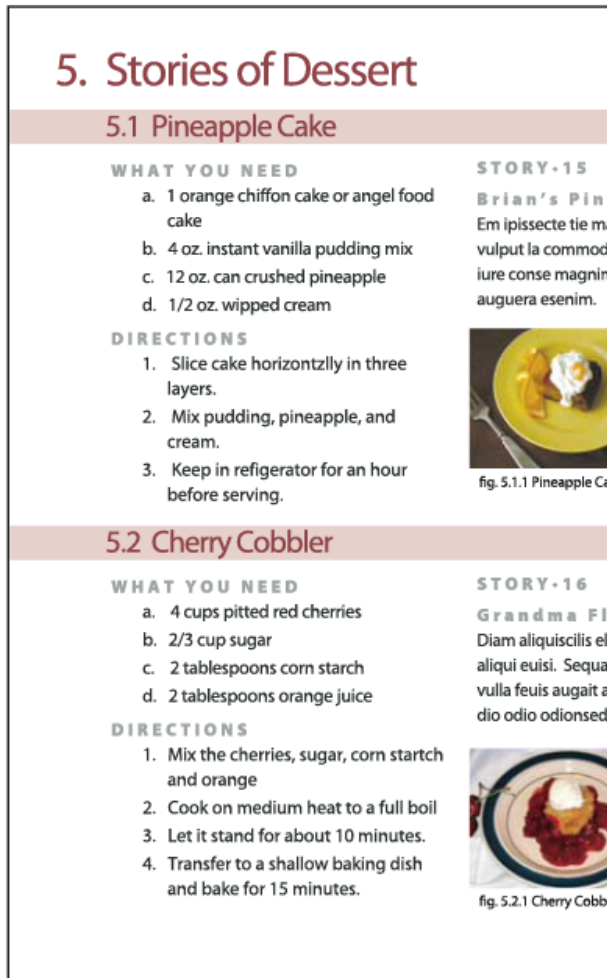 5. Stories of Dessert
5.1 Pineapple Cake
WHAT YOU NEED
a. 1 orange chiffon cake or angel food
cake
b. 4 oz. instant vanilla pudding mix
c. 12 oz. can crushed pineapple
d. 1/2 oz. wipped cream
DIRECTIONS
1. Slice cake horizontzlly in three
layers.
2. Mix pudding, pineapple, and
cream.
3. Keep in refigerator for an hour
before serving.
STORY•15
Brian's Pin
Em ipissecte tie ma
vulput la commod
iure conse magnim
auguera esenim.
fig. 5.1.1 Pineapple Ca
5.2 Cherry Cobbler
WHAT YOU NEED
a. 4 cups pitted red cherries
b. 2/3 cup sugar
c. 2 tablespoons corn starch
d. 2 tablespoons orange juice
DIRECTIONS
1. Mix the cherries, sugar, corn startch
and orange
2. Cook on medium heat to a full boil
3. Let it stand for about 10 minutes.
4. Transfer to a shallow baking dish
and bake for 15 minutes.
STORY•16
Grandma Fl
Diam aliquiscilis el
aliqui euisi. Sequa
vulla feuis augait a
dio odio odionsed
fig. 5.2.1 Cherry Cobb